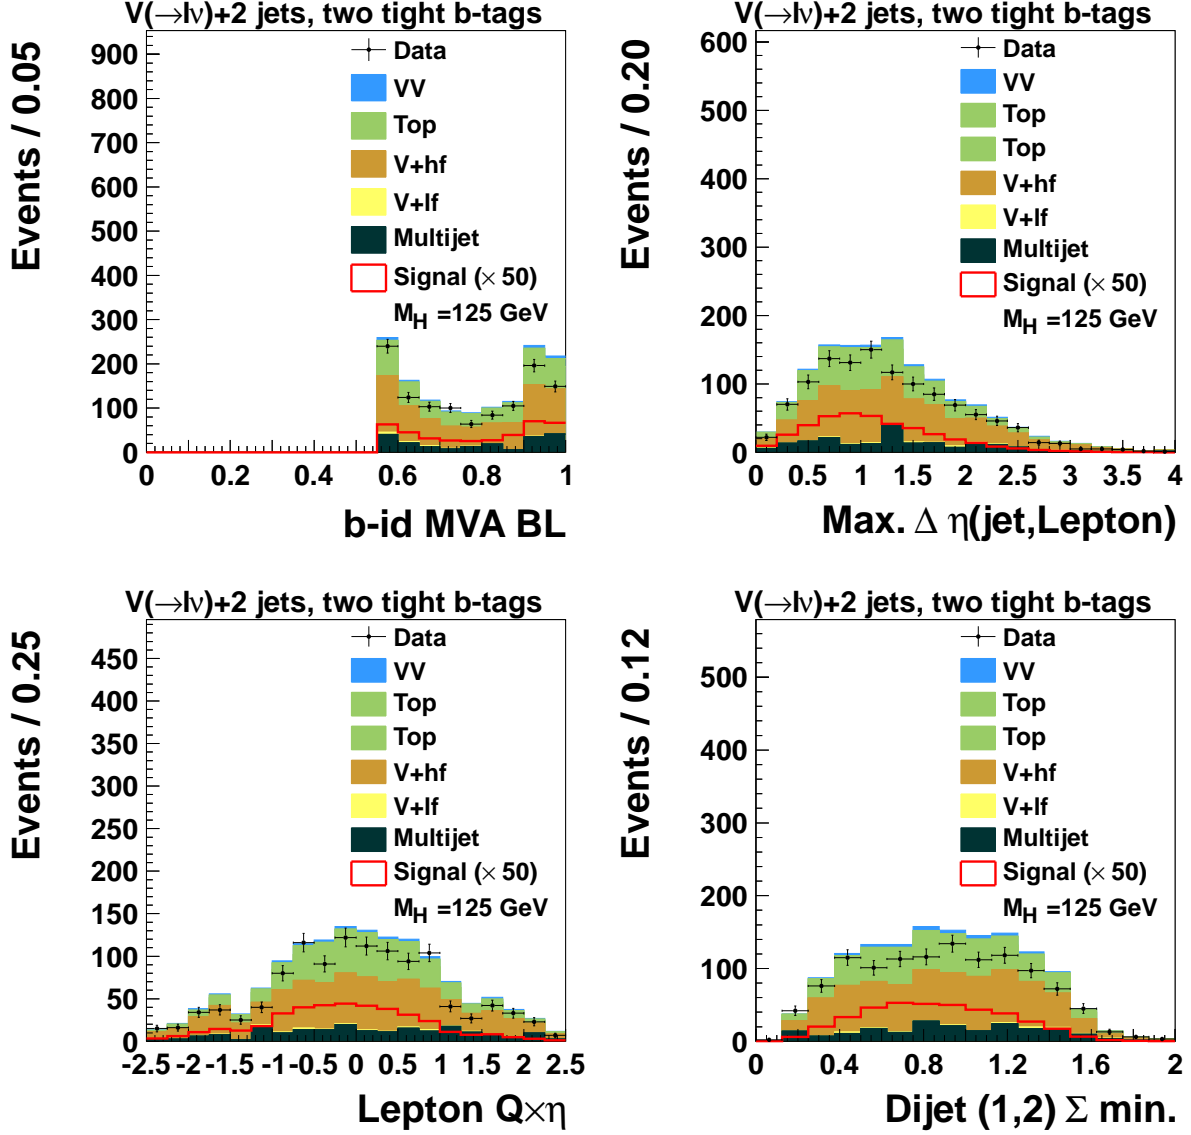 V(→lν)+2 jets, two tight b-tags
Events / 0.05
900
800
700
600
500
400
300
200
100
0
0 0.2 0.4 0.6 0.8 1
b-id MVA BL
Data
VV
Top
V+hf
V+lf
Multijet
Signal (× 50)
M_H =125 GeV
V(→lν)+2 jets, two tight b-tags
Events / 0.20
600
500
400
300
200
100
0
0 0.5 1 1.5 2 2.5 3 3.5 4
Max. Δ η(jet,Lepton)
Data
VV
Top
Top
V+hf
V+lf
Multijet
Signal (× 50)
M_H =125 GeV
V(→lν)+2 jets, two tight b-tags
Events / 0.25
450
400
350
300
250
200
150
100
50
0
-2.5 -2 -1.5 -1 -0.5 0 0.5 1 1.5 2 2.5
Lepton Q×η
Data
VV
Top
Top
V+hf
V+lf
Multijet
Signal (× 50)
M_H =125 GeV
V(→lν)+2 jets, two tight b-tags
Events / 0.12
500
400
300
200
100
0
0 0.4 0.8 1.2 1.6 2
Dijet (1,2) Σ min.
Data
VV
Top
Top
V+hf
V+lf
Multijet
Signal (× 50)
M_H =125 GeV